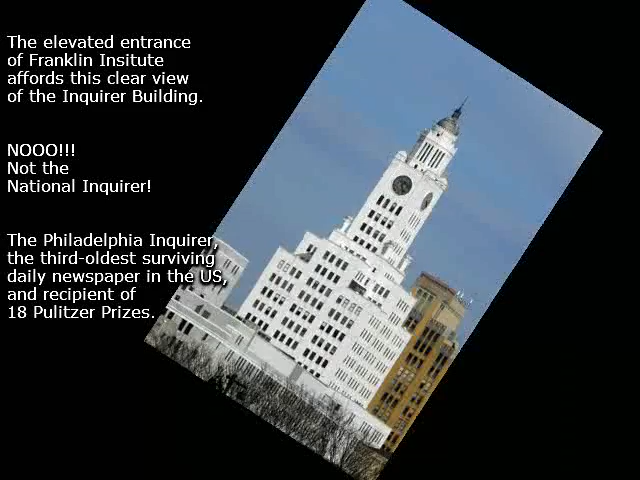 The elevated entrance
of Franklin Insitute
affords this clear view
of the Inquirer Building.
NOOO!!!
Not the
National Inquirer!
The Philadelphia Inquirer,
the third-oldest surviving
daily newspaper in the US,
and recipient of
18 Pulitzer Prizes.